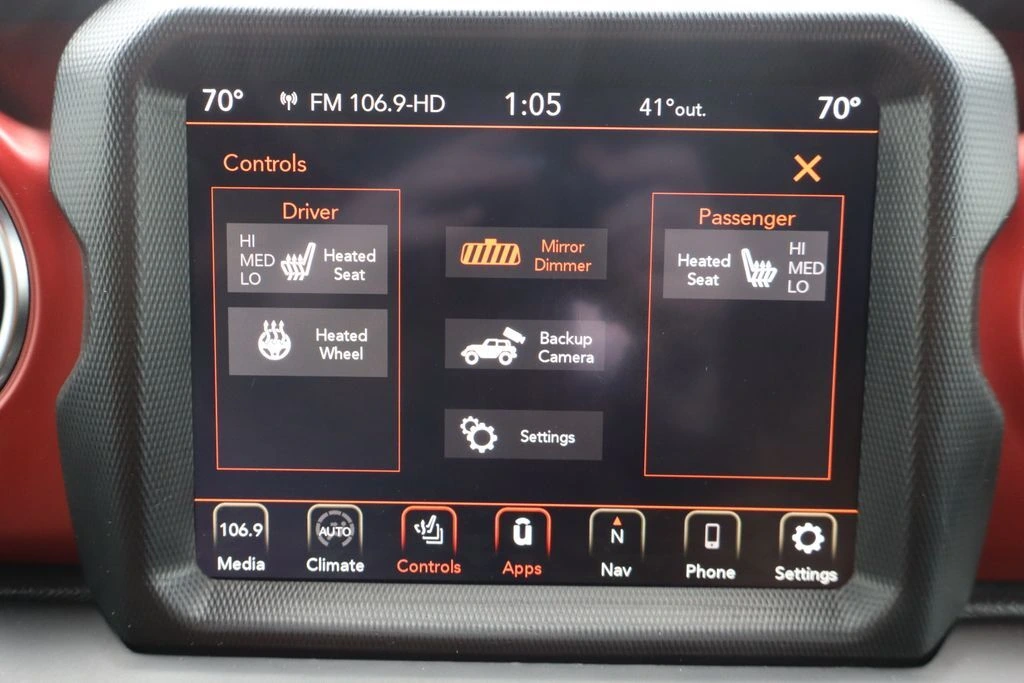 70° FM 106.9-HD 1:05 41°out. 70°
Controls
Driver
HI
MED
LO
Heated
Seat
Heated
Wheel
Mirror
Dimmer
Backup
Camera
Settings
Passenger
Heated
Seat
HI
MED
LO
106.9
Media
AUTO
Climate
Controls
ū
Apps
N
Nav
Phone
Settings